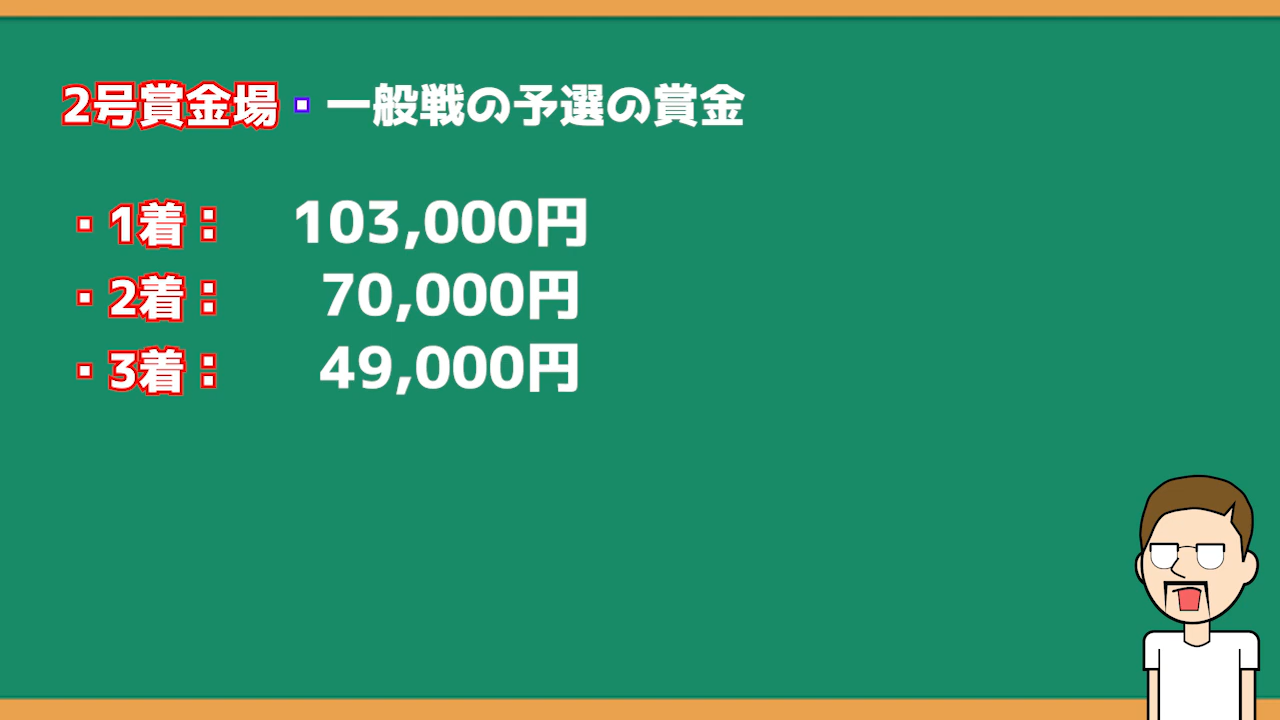 2号賞金場・一般戦の予選の賞金
・1着： 103,000円
・2着： 70,000円
・3着： 49,000円